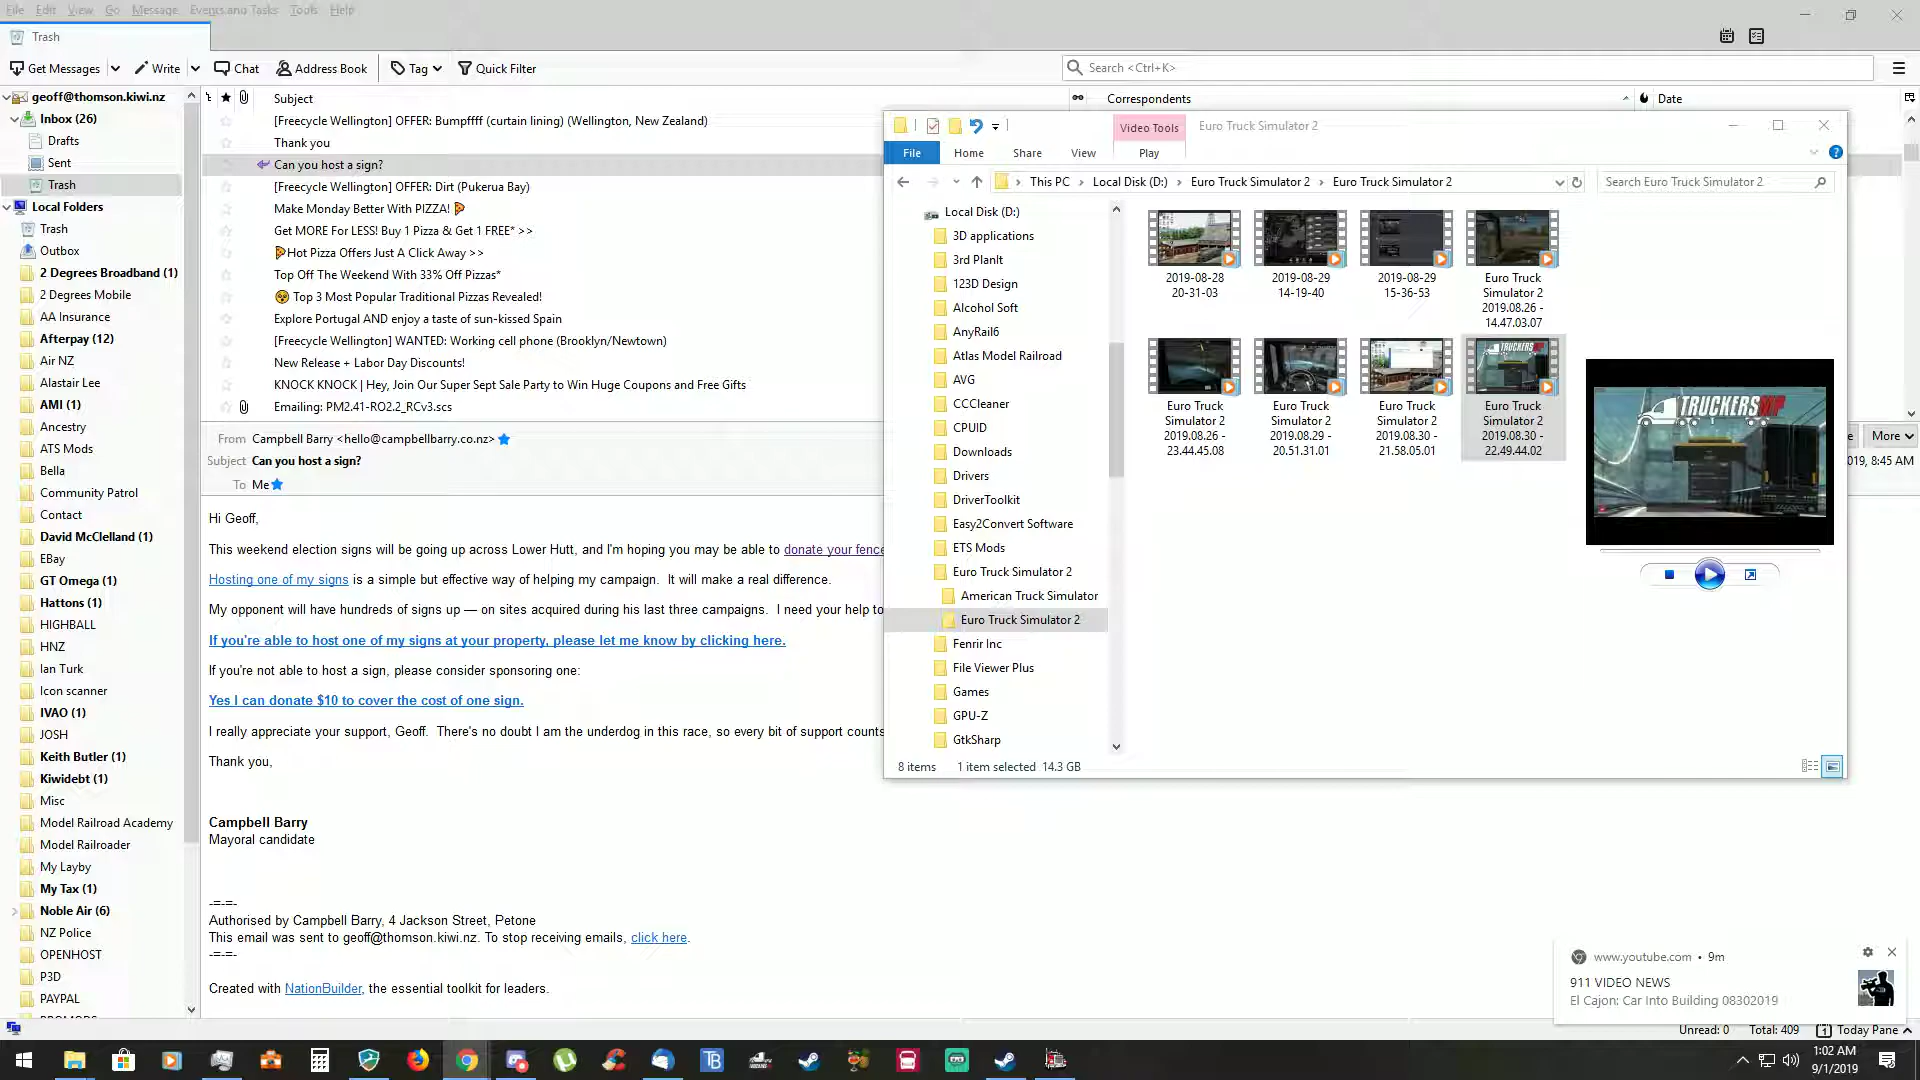 File Edit View Go Message Events and Tasks Tools Help
Trash
Get Messages Write Chat Address Book Tag Quick Filter
Search <Ctrl+K>
geoff@thomson.kiwi.nz
Inbox (26)
Drafts
Sent
Trash
Local Folders
Trash
Outbox
2 Degrees Broadband (1)
2 Degrees Mobile
AA Insurance
Afterpay (12)
Air NZ
Alastair Lee
AMI (1)
Ancestry
ATS Mods
Bella
Community Patrol
Contact
David McClelland (1)
EBay
GT Omega (1)
Hattons (1)
HIGHBALL
HNZ
Ian Turk
Icon scanner
IVAO (1)
JOSH
Keith Butler (1)
Kiwidebt (1)
Misc
Model Railroad Academy
Model Railroader
My Layby
My Tax (1)
Noble Air (6)
NZ Police
OPENHOST
P3D
PAYPAL
Subject Correspondents Date
[Freecycle Wellington] OFFER: Bumpffff (curtain lining) (Wellington, New Zealand)
Thank you
Can you host a sign?
[Freecycle Wellington] OFFER: Dirt (Pukerua Bay)
Make Monday Better With PIZZA! 🍕
Get MORE For LESS! Buy 1 Pizza & Get 1 FREE* >>
🍕Hot Pizza Offers Just A Click Away >>
Top Off The Weekend With 33% Off Pizzas*
Top 3 Most Popular Traditional Pizzas Revealed!
Explore Portugal AND enjoy a taste of sun-kissed Spain
[Freecycle Wellington] WANTED: Working cell phone (Brooklyn/Newtown)
New Release + Labor Day Discounts!
KNOCK KNOCK | Hey, Join Our Super Sept Sale Party to Win Huge Coupons and Free Gifts
Emailing: PM2.41-RO2.2_RCv3.scs
From Campbell Barry <hello@campbellbarry.co.nz>
Subject Can you host a sign?
To Me
More
019, 8:45 AM
Hi Geoff,
This weekend election signs will be going up across Lower Hutt, and I'm hoping you may be able to donate your fence
Hosting one of my signs is a simple but effective way of helping my campaign. It will make a real difference.
My opponent will have hundreds of signs up — on sites acquired during his last three campaigns. I need your help to
If you're able to host one of my signs at your property, please let me know by clicking here.
If you're not able to host a sign, please consider sponsoring one:
Yes I can donate $10 to cover the cost of one sign.
I really appreciate your support, Geoff. There's no doubt I am the underdog in this race, so every bit of support counts
Thank you,
Campbell Barry
Mayoral candidate
-=-=-
Authorised by Campbell Barry, 4 Jackson Street, Petone
This email was sent to geoff@thomson.kiwi.nz. To stop receiving emails, click here.
-=-=-
Created with NationBuilder, the essential toolkit for leaders.
Video Tools Euro Truck Simulator 2
File Home Share View Play
This PC Local Disk (D:) Euro Truck Simulator 2 Euro Truck Simulator 2
Search Euro Truck Simulator 2
Local Disk (D:)
3D applications
3rd PlanIt
123D Design
Alcohol Soft
AnyRail6
Atlas Model Railroad
AVG
CCCleaner
CPUID
Downloads
Drivers
DriverToolkit
Easy2Convert Software
ETS Mods
Euro Truck Simulator 2
American Truck Simulator
Euro Truck Simulator 2
Fenrir Inc
File Viewer Plus
Games
GPU-Z
GtkSharp
2019-08-28
20-31-03
2019-08-29
14-19-40
2019-08-29
15-36-53
Euro Truck
Simulator 2
2019.08.26 -
14.47.03.07
Euro Truck
Simulator 2
2019.08.26 -
23.44.45.08
Euro Truck
Simulator 2
2019.08.29 -
20.51.31.01
Euro Truck
Simulator 2
2019.08.30 -
21.58.05.01
Euro Truck
Simulator 2
2019.08.30 -
22.49.44.02
TRUCKERSMP
8 items 1 item selected 14.3 GB
www.youtube.com • 9m
911 VIDEO NEWS
El Cajon: Car Into Building 08302019
Unread: 0 Total: 409 Today Pane
TB
1:02 AM
9/1/2019